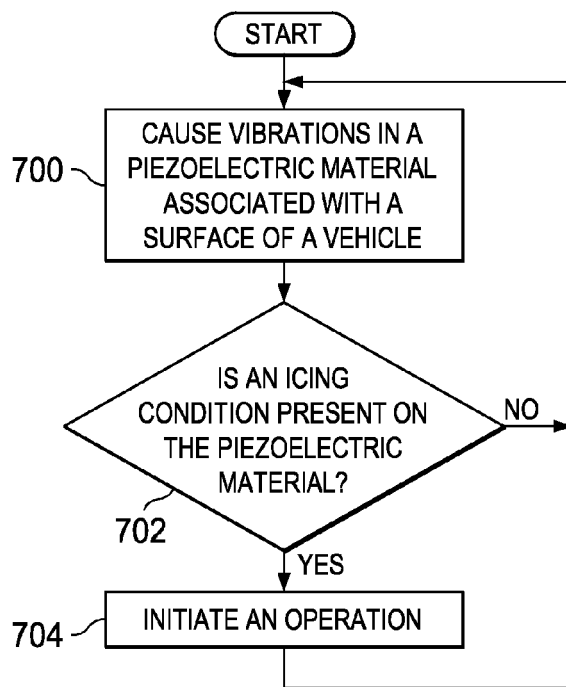 START
700
CAUSE VIBRATIONS IN A
PIEZOELECTRIC MATERIAL
ASSOCIATED WITH A
SURFACE OF A VEHICLE
IS AN ICING
CONDITION PRESENT ON
THE PIEZOELECTRIC
MATERIAL?
NO
702
YES
704
INITIATE AN OPERATION